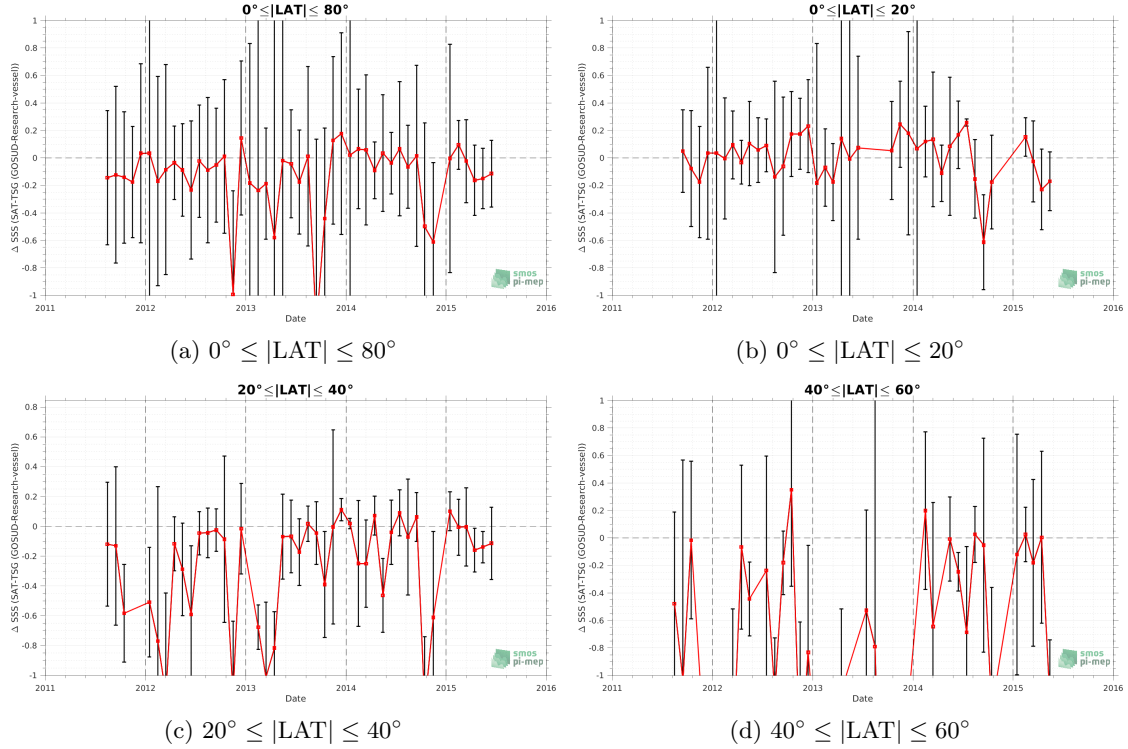 0°≤|LAT|≤ 80°
Δ SSS (SAT-TSG (GOSUD-Research-vessel))
1
0.8
0.6
0.4
0.2
0
-0.2
-0.4
-0.6
-0.8
-1
2011 2012 2013 2014 2015 2016
Date
smos
pi-mep
(a) 0° ≤ |LAT| ≤ 80°
0°≤|LAT|≤ 20°
Δ SSS (SAT-TSG (GOSUD-Research-vessel))
1
0.8
0.6
0.4
0.2
0
-0.2
-0.4
-0.6
-0.8
-1
2011 2012 2013 2014 2015 2016
Date
smos
pi-mep
(b) 0° ≤ |LAT| ≤ 20°
20°≤|LAT|≤ 40°
Δ SSS (SAT-TSG (GOSUD-Research-vessel))
0.8
0.6
0.4
0.2
0
-0.2
-0.4
-0.6
-0.8
-1
2011 2012 2013 2014 2015 2016
Date
smos
pi-mep
(c) 20° ≤ |LAT| ≤ 40°
40°≤|LAT|≤ 60°
Δ SSS (SAT-TSG (GOSUD-Research-vessel))
1
0.8
0.6
0.4
0.2
0
-0.2
-0.4
-0.6
-0.8
-1
2011 2012 2013 2014 2015 2016
Date
smos
pi-mep
(d) 40° ≤ |LAT| ≤ 60°